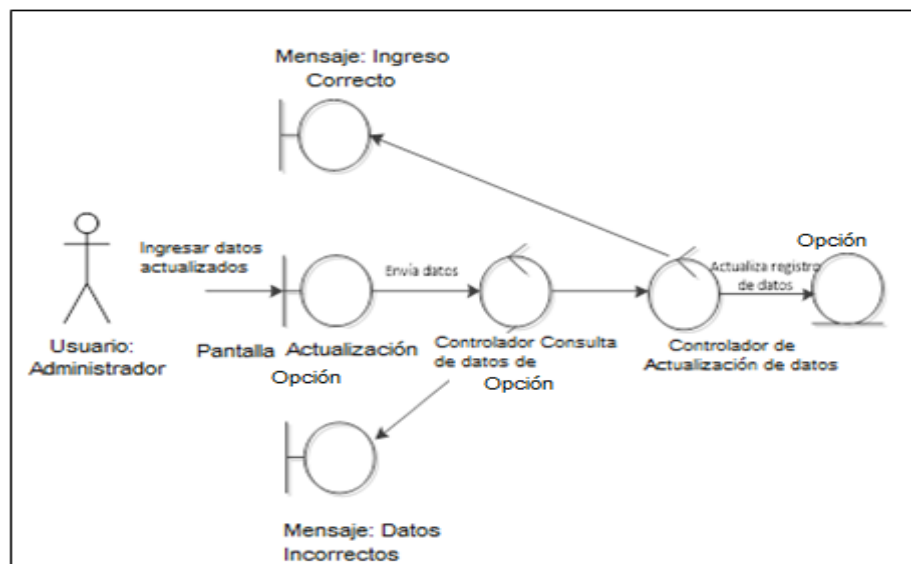 Mensaje: Ingreso
Correcto
Ingresar datos
actualizados
Envía datos
Opción
Actualiza registro
de datos
Usuario:
Administrador
Pantalla Actualización
Opción
Controlador Consulta
de datos de
Opción
Controlador de
Actualización de datos
Mensaje: Datos
Incorrectos